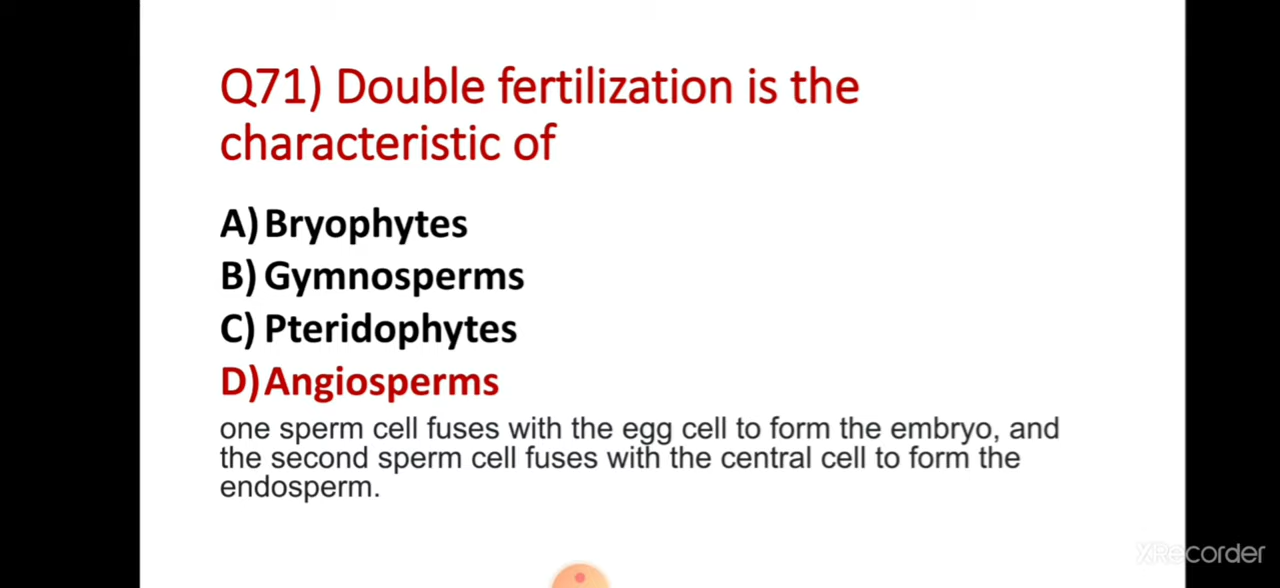 Q71) Double fertilization is the
characteristic of
A) Bryophytes
B) Gymnosperms
C) Pteridophytes
D) Angiosperms
one sperm cell fuses with the egg cell to form the embryo, and
the second sperm cell fuses with the central cell to form the
endosperm.
XRecorder